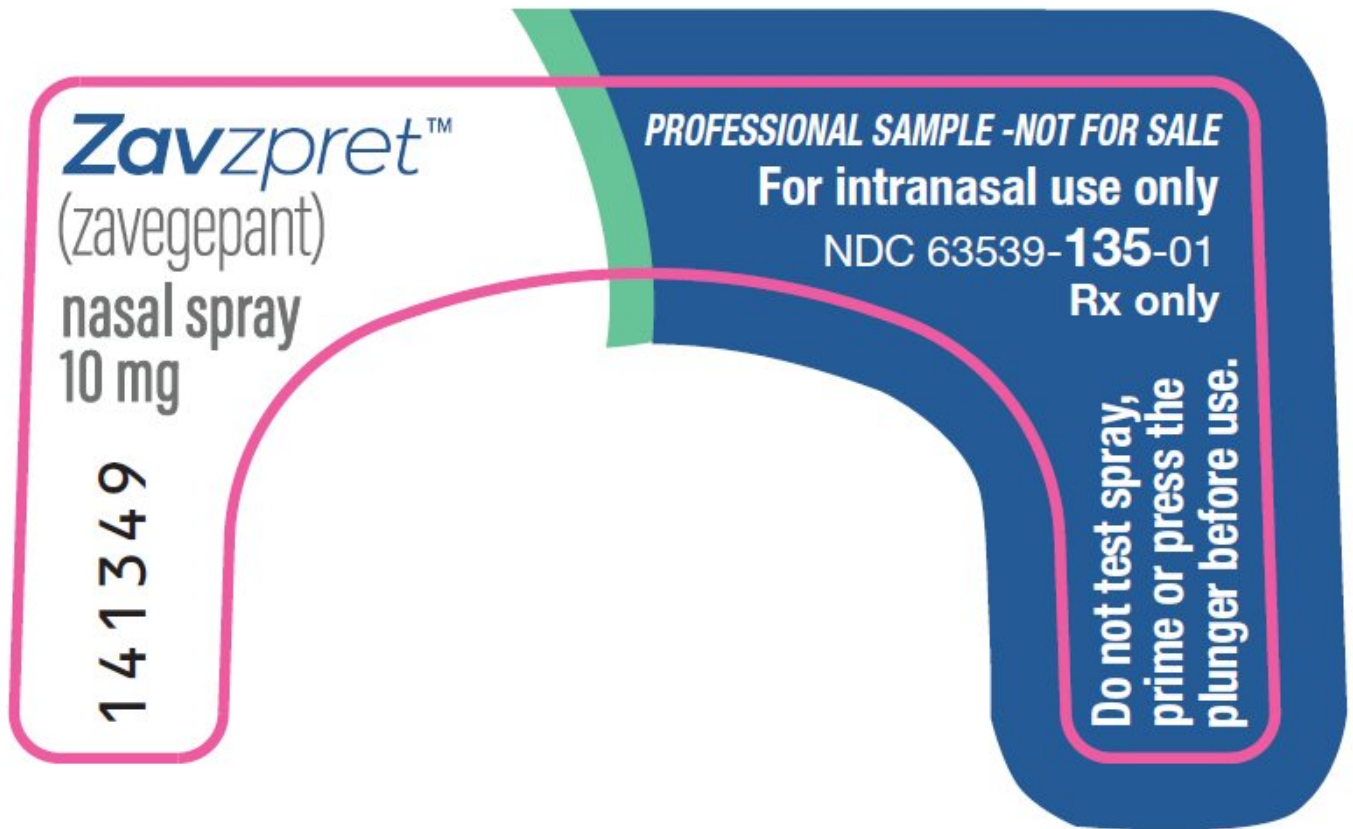 Zavzpret™
(zavegepant)
nasal spray
10 mg
141349
PROFESSIONAL SAMPLE -NOT FOR SALE
For intranasal use only
NDC 63539-135-01
Rx only
Do not test spray,
prime or press the
plunger before use.